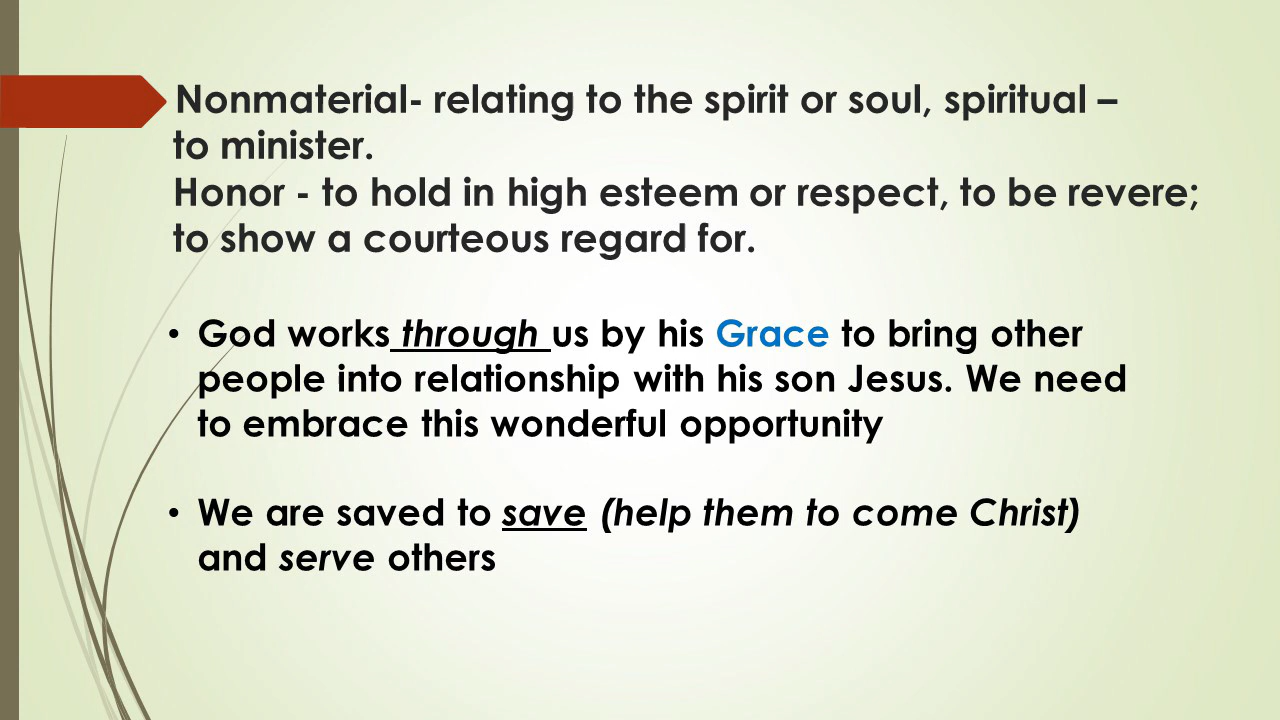 Nonmaterial- relating to the spirit or soul, spiritual –
to minister.
Honor - to hold in high esteem or respect, to be revere;
to show a courteous regard for.
• God works through us by his Grace to bring other
people into relationship with his son Jesus. We need
to embrace this wonderful opportunity
• We are saved to save (help them to come Christ)
and serve others